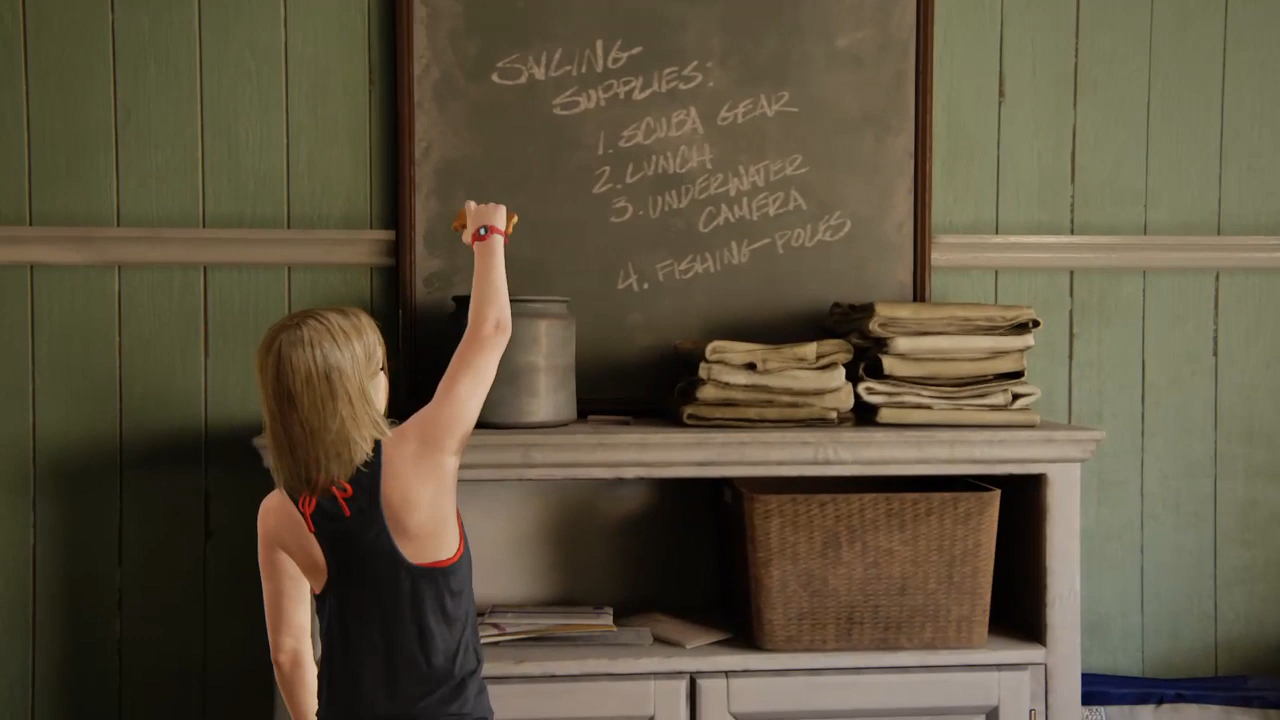 SAILING
SUPPLIES:
1. SCUBA GEAR
2. LUNCH
3. UNDERWATER
CAMERA
4. FISHING POLES